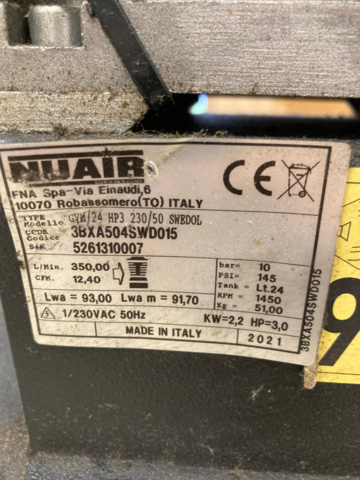 NUAIR
FNA Spa-Via Einaudi,6
10070 Robassomero(TO) ITALY
TYPE
Modello GVM/24 HP3 230/50 SWEDOL
CODE
Codice 3BXA504SWD015
5261310007
L/Min. 350,00
CFM. 12,40
bar= 10
PSI= 145
Tank = Lt.24
RPM = 1450
Kg = 51,00
Lwa = 93,00 Lwa m = 91,70
1/230VAC 50Hz
KW=2,2 HP=3,0
MADE IN ITALY
2021
CE
3BXA504SWD015
9